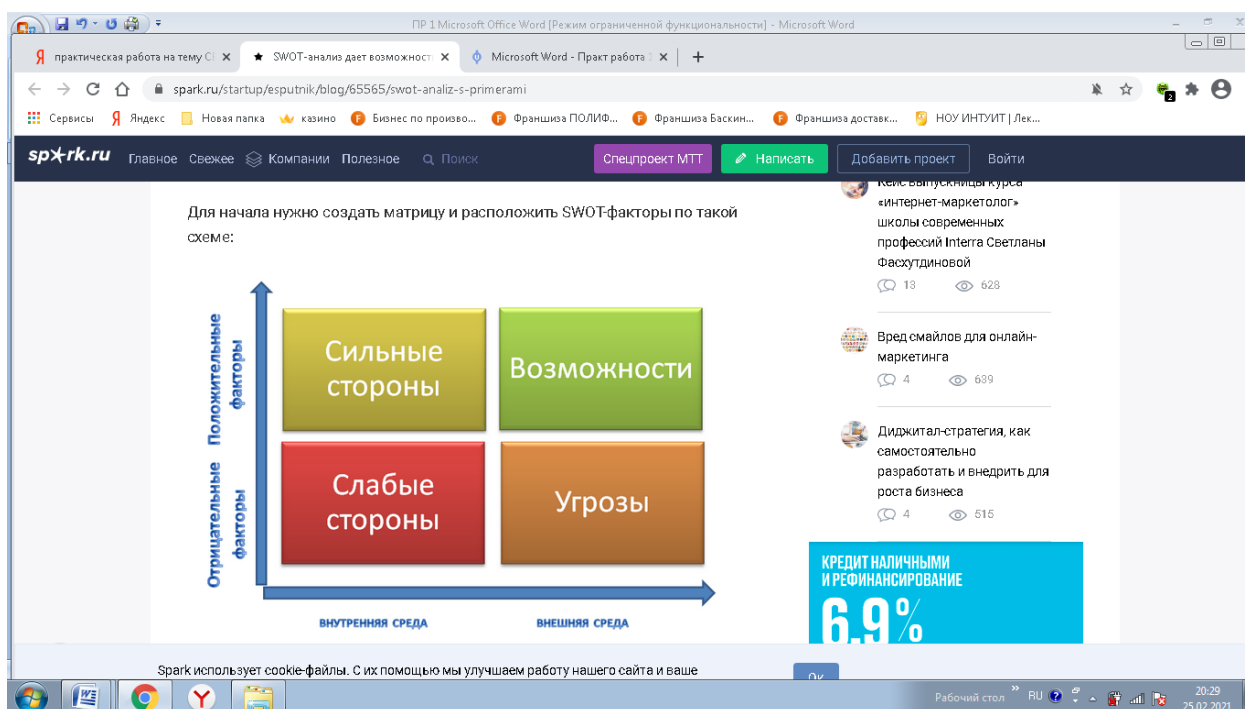 ПР 1 Microsoft Office Word [Режим ограниченной функциональности] - Microsoft Word
практическая работа на тему С
SWOT-анализ дает возможност
Microsoft Word - Практ работа
spark.ru/startup/esputnik/blog/65565/swot-analiz-s-primerami
2
Сервисы
Яндекс
Новая папка
казино
Бизнес по произво...
Франшиза ПОЛИФ...
Франшиза Баскин...
Франшиза доставк...
НОУ ИНТУИТ | Лек...
spark.ru
Главное
Свежее
Компании
Полезное
Поиск
Спецпроект МТТ
Написать
Добавить проект
Войти
Для начала нужно создать матрицу и расположить SWOT-факторы по такой
схеме:
Положительные
факторы
Отрицательные
факторы
Сильные
стороны
Возможности
Слабые
стороны
Угрозы
ВНУТРЕННЯЯ СРЕДА
ВНЕШНЯЯ СРЕДА
Кейс выпускницы курса
«интернет-маркетолог»
школы современных
профессий Interra Светланы
Фасхутдиновой
13
628
Вред смайлов для онлайн-
маркетинга
4
639
Диджитал-стратегия, как
самостоятельно
разработать и внедрить для
роста бизнеса
4
515
КРЕДИТ НАЛИЧНЫМИ
И РЕФИНАНСИРОВАНИЕ
6.9%
Spark использует cookie-файлы. С их помощью мы улучшаем работу нашего сайта и ваше
Ок
Рабочий стол
RU
20:29
25.02.2021